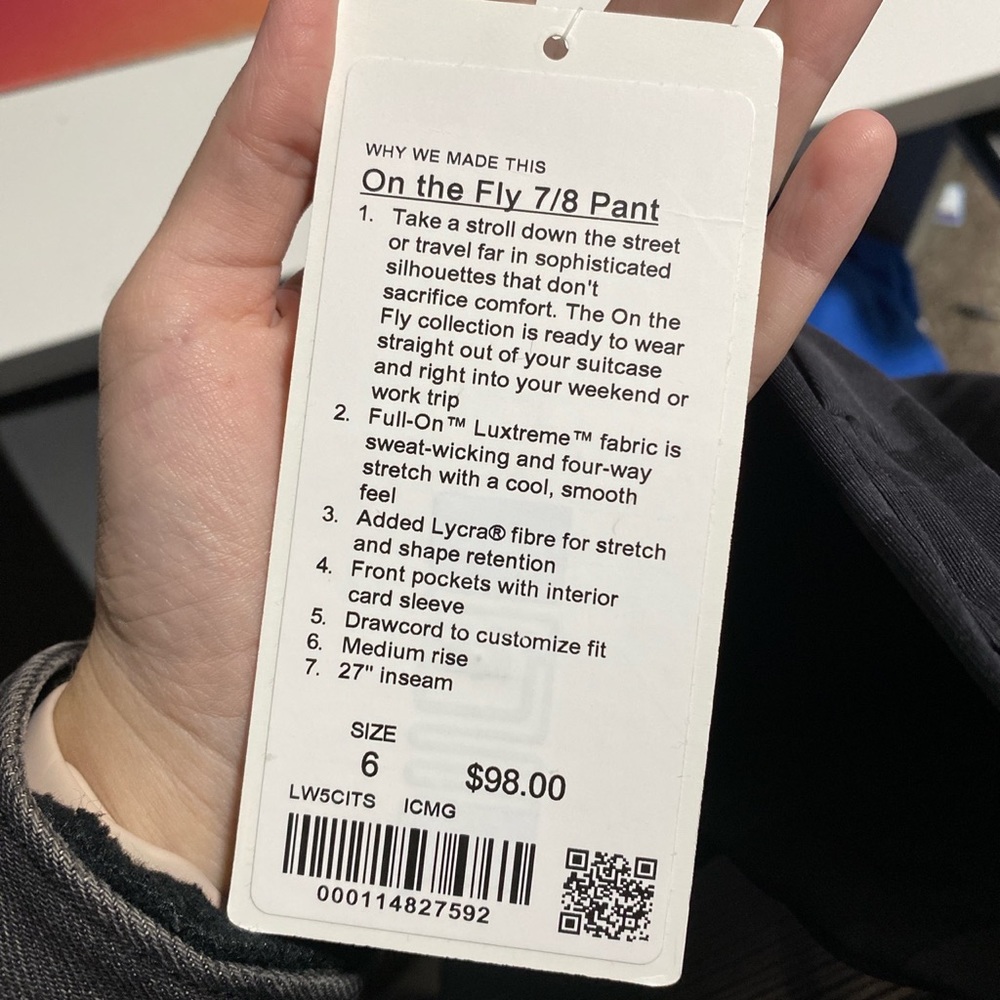 WHY WE MADE THIS
On the Fly 7/8 Pant
1. Take a stroll down the street
or travel far in sophisticated
silhouettes that don't
sacrifice comfort. The On the
Fly collection is ready to wear
straight out of your suitcase
and right into your weekend or
work trip
2. Full-On™ Luxtreme™ fabric is
sweat-wicking and four-way
stretch with a cool, smooth
feel
3. Added Lycra® fibre for stretch
and shape retention
4. Front pockets with interior
card sleeve
5. Drawcord to customize fit
6. Medium rise
7. 27" inseam
SIZE
6 $98.00
LW5CITS ICMG
000114827592